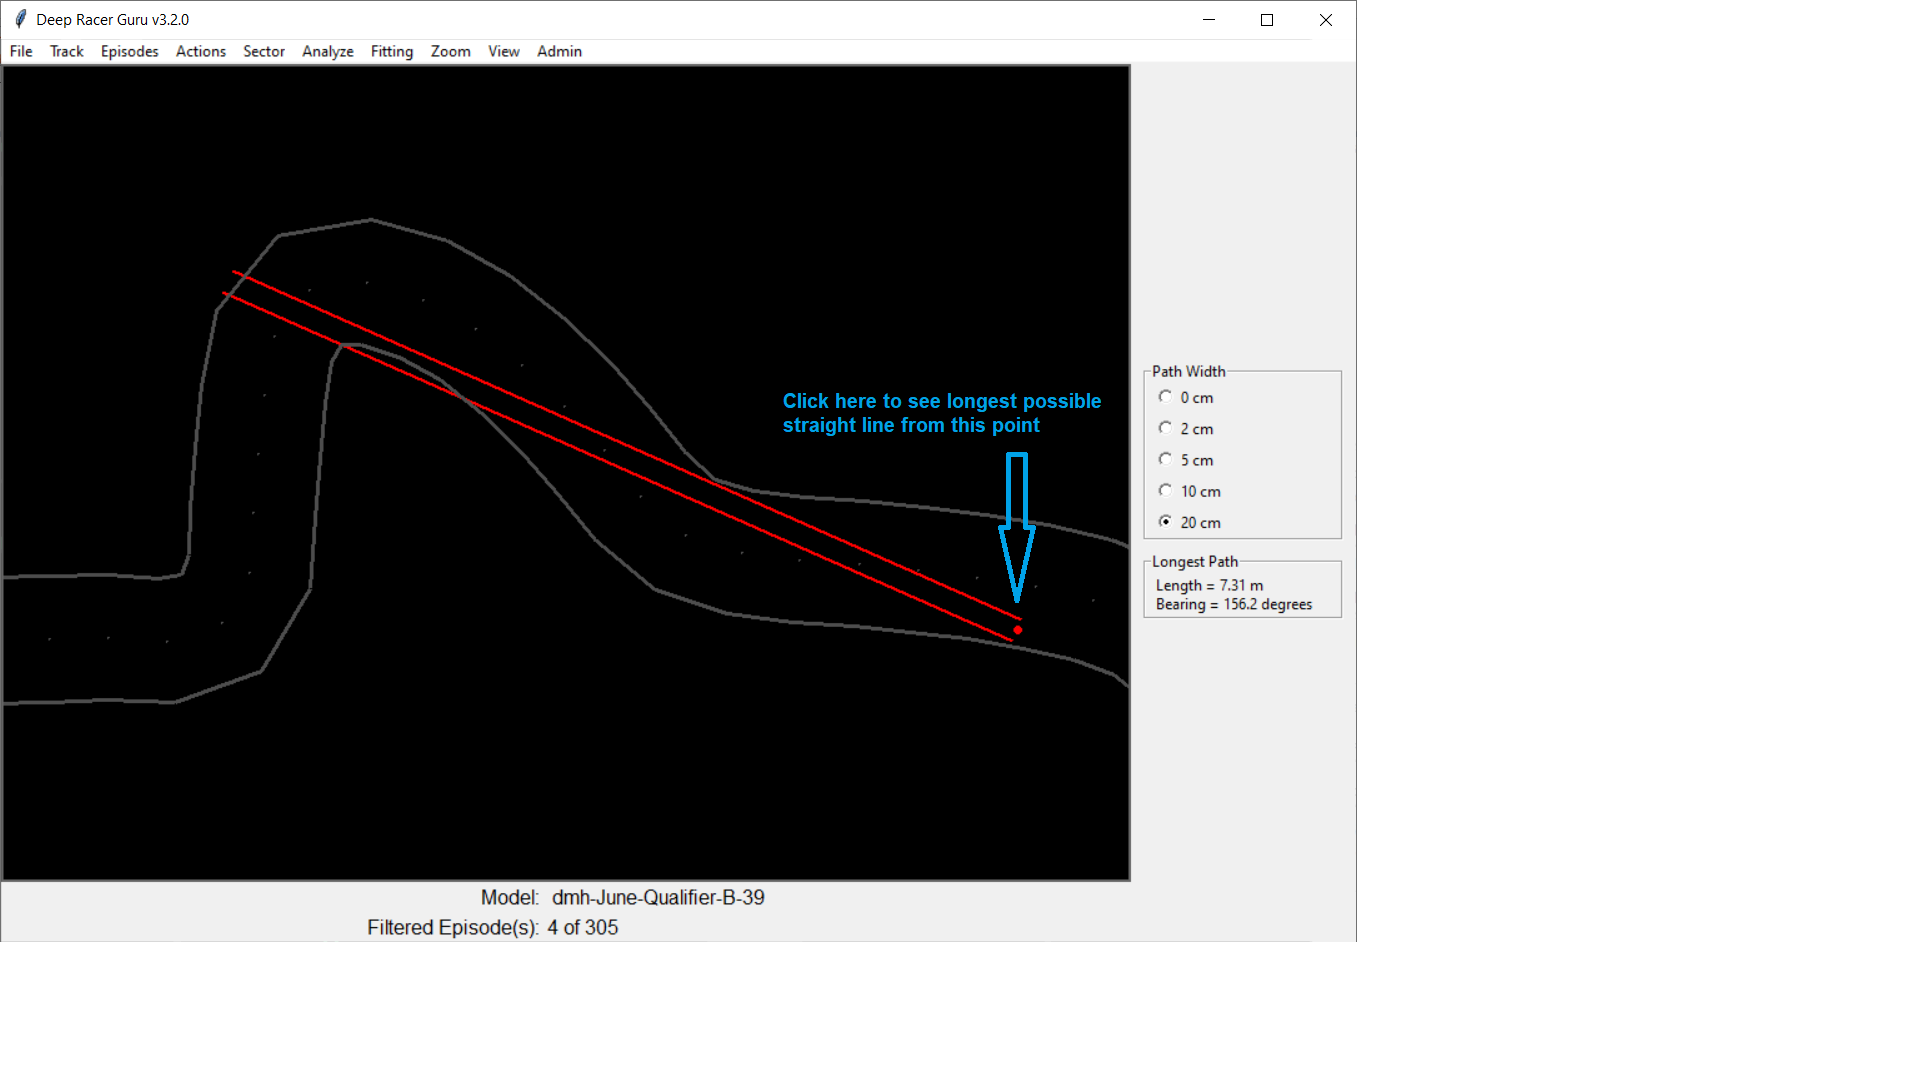 Deep Racer Guru v3.2.0
File Track Episodes Actions Sector Analyze Fitting Zoom View Admin
Click here to see longest possible
straight line from this point
Path Width
0 cm
2 cm
5 cm
10 cm
20 cm
Longest Path
Length = 7.31 m
Bearing = 156.2 degrees
Model: dmh-June-Qualifier-B-39
Filtered Episode(s): 4 of 305